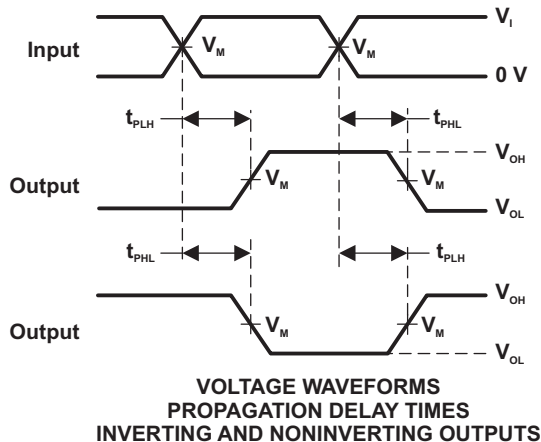 V_I
Input
V_M
V_M
0 V
t_PLH
t_PHL
V_OH
Output
V_M
V_M
V_OL
t_PHL
t_PLH
V_OH
V_M
V_M
Output
V_OL
VOLTAGE WAVEFORMS
PROPAGATION DELAY TIMES
INVERTING AND NONINVERTING OUTPUTS